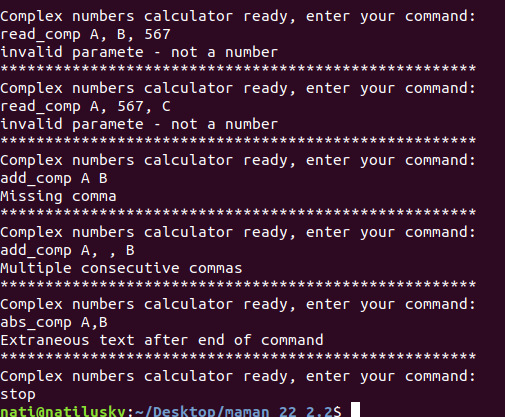 Complex numbers calculator ready, enter your command:
read_comp A, B, 567
invalid paramete - not a number
*****************************************************
Complex numbers calculator ready, enter your command:
read_comp A, 567, C
invalid paramete - not a number
*****************************************************
Complex numbers calculator ready, enter your command:
add_comp A B
Missing comma
*****************************************************
Complex numbers calculator ready, enter your command:
add_comp A, , B
Multiple consecutive commas
*****************************************************
Complex numbers calculator ready, enter your command:
abs_comp A,B
Extraneous text after end of command
*****************************************************
Complex numbers calculator ready, enter your command:
stop
nati@natilusky:~/Desktop/maman 22 2.2$